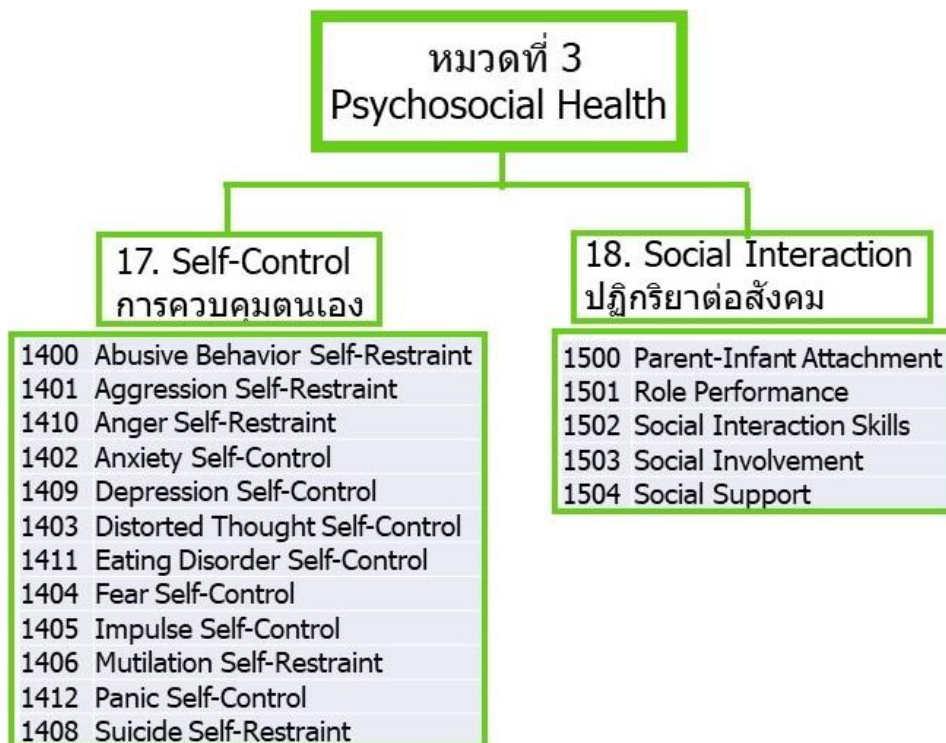 หมวดที่ 3
Psychosocial Health
17. Self-Control
การควบคุมตนเอง
1400 Abusive Behavior Self-Restraint
1401 Aggression Self-Restraint
1410 Anger Self-Restraint
1402 Anxiety Self-Control
1409 Depression Self-Control
1403 Distorted Thought Self-Control
1411 Eating Disorder Self-Control
1404 Fear Self-Control
1405 Impulse Self-Control
1406 Mutilation Self-Restraint
1412 Panic Self-Control
1408 Suicide Self-Restraint
18. Social Interaction
ปฏิกริยาต่อสังคม
1500 Parent-Infant Attachment
1501 Role Performance
1502 Social Interaction Skills
1503 Social Involvement
1504 Social Support